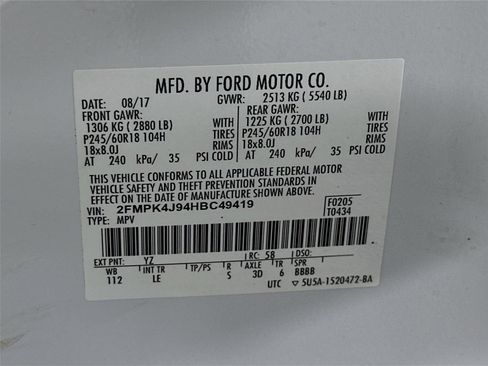 MFD. BY FORD MOTOR CO.
DATE: 08/17 GVWR: 2513 KG ( 5540 LB)
FRONT GAWR: REAR GAWR:
1306 KG ( 2880 LB) WITH 1225 KG ( 2700 LB) WITH
P245/60R18 104H TIRES P245/60R18 104H TIRES
18x8.0J RIMS 18x8.0J RIMS
AT 240 kPa/ 35 PSI COLD AT 240 kPa/ 35 PSI COLD
THIS VEHICLE CONFORMS TO ALL APPLICABLE FEDERAL MOTOR
VEHICLE SAFETY AND THEFT PREVENTION STANDARDS IN
EFFECT ON THE DATE OF MANUFACTURE SHOWN ABOVE.
VIN: 2FMPK4J94HBC49419 F0205
TYPE: MPV T0434
EXT PNT: YZ RC: 58 DSO:
WB INT TR TP/PS R AXLE TR SPR
112 LE S 3D 6 BBBB
UTC ▽ 5U5A-1520472-BA